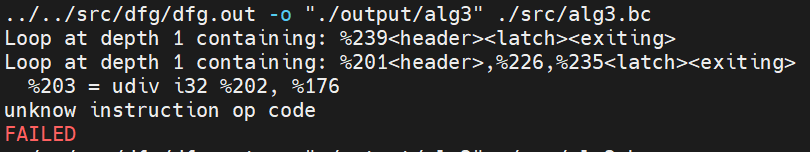 ../../src/dfg/dfg.out -o "./output/alg3" ./src/alg3.bc
Loop at depth 1 containing: %239<header><latch><exiting>
Loop at depth 1 containing: %201<header>,%226,%235<latch><exiting>
  %203 = udiv i32 %202, %176
unknow instruction op code
FAILED